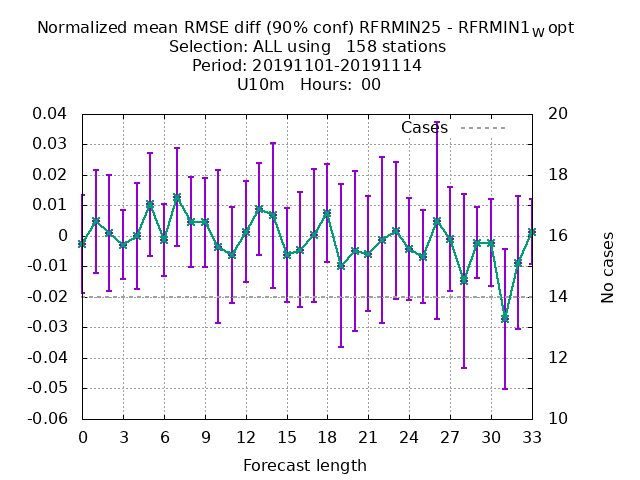 Normalized mean RMSE diff (90% conf) RFRMIN25 - RFRMIN1_W opt
Selection: ALL using 158 stations
Period: 20191101-20191114
U10m Hours: 00
Cases
0.04
0.03
0.02
0.01
0
-0.01
-0.02
-0.03
-0.04
-0.05
-0.06
20
18
16
14
12
10
No cases
0 3 6 9 12 15 18 21 24 27 30 33
Forecast length